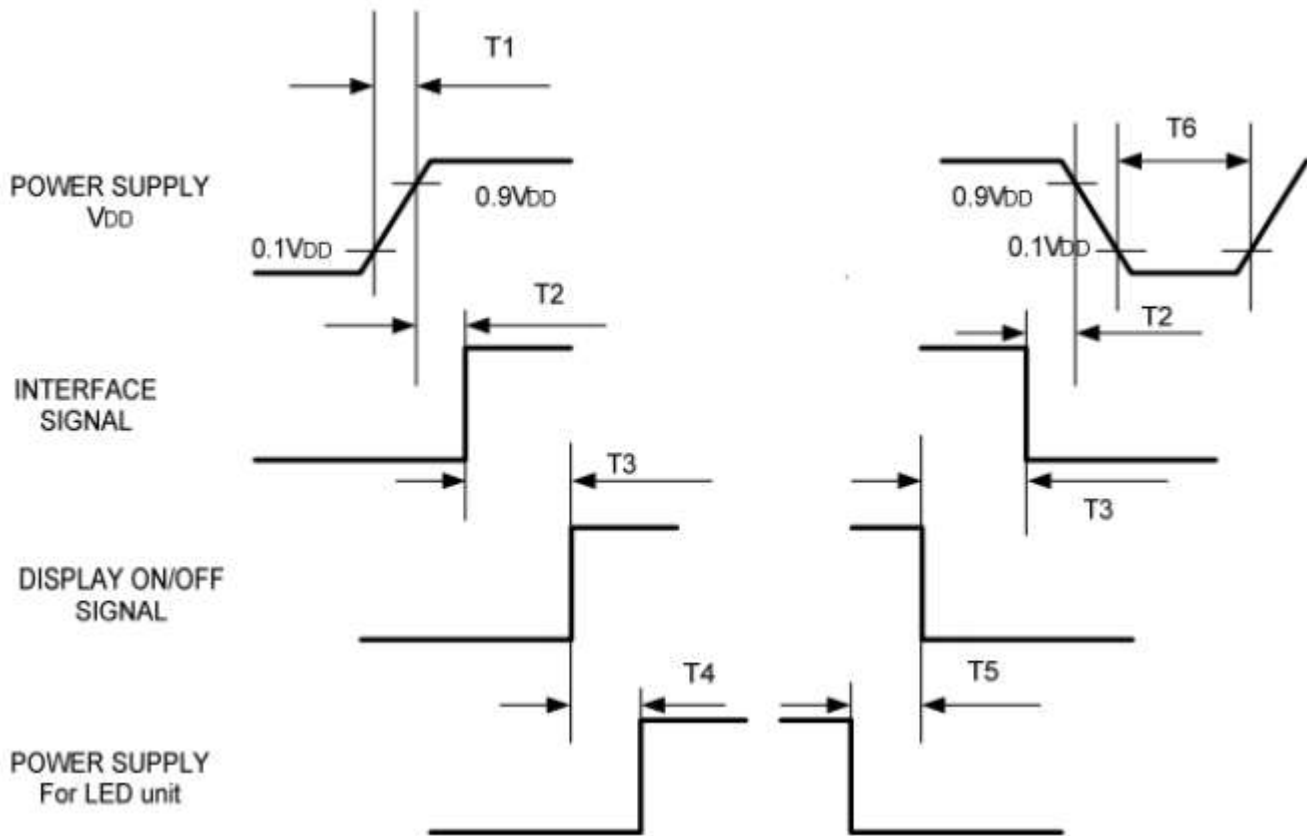 T1
T6
POWER SUPPLY
VDD
0.9VDD
0.9VDD
0.1VDD
0.1VDD
T2
T2
INTERFACE
SIGNAL
T3
T3
DISPLAY ON/OFF
SIGNAL
T4
T5
POWER SUPPLY
For LED unit